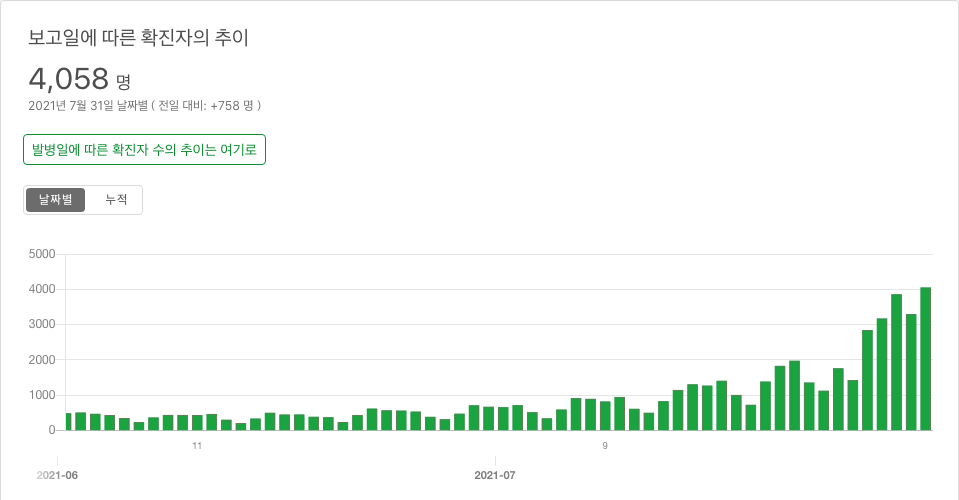 보고일에 따른 확진자의 추이
4,058 명
2021년 7월 31일 날짜별 ( 전일 대비: +758 명 )
발병일에 따른 확진자 수의 추이는 여기로
날짜별 누적
5000
4000
3000
2000
1000
0
11 9
2021-06 2021-07